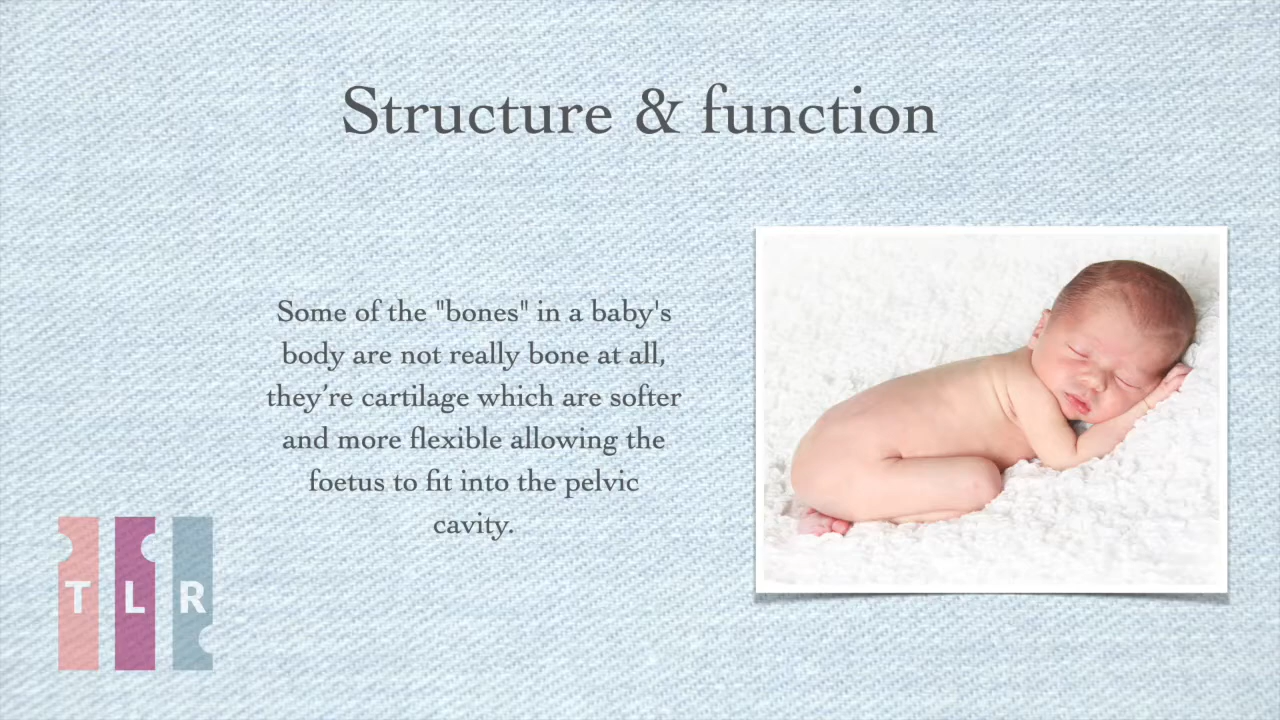 Structure & function
Some of the "bones" in a baby's
body are not really bone at all,
they’re cartilage which are softer
and more flexible allowing the
foetus to fit into the pelvic
cavity.
T L R